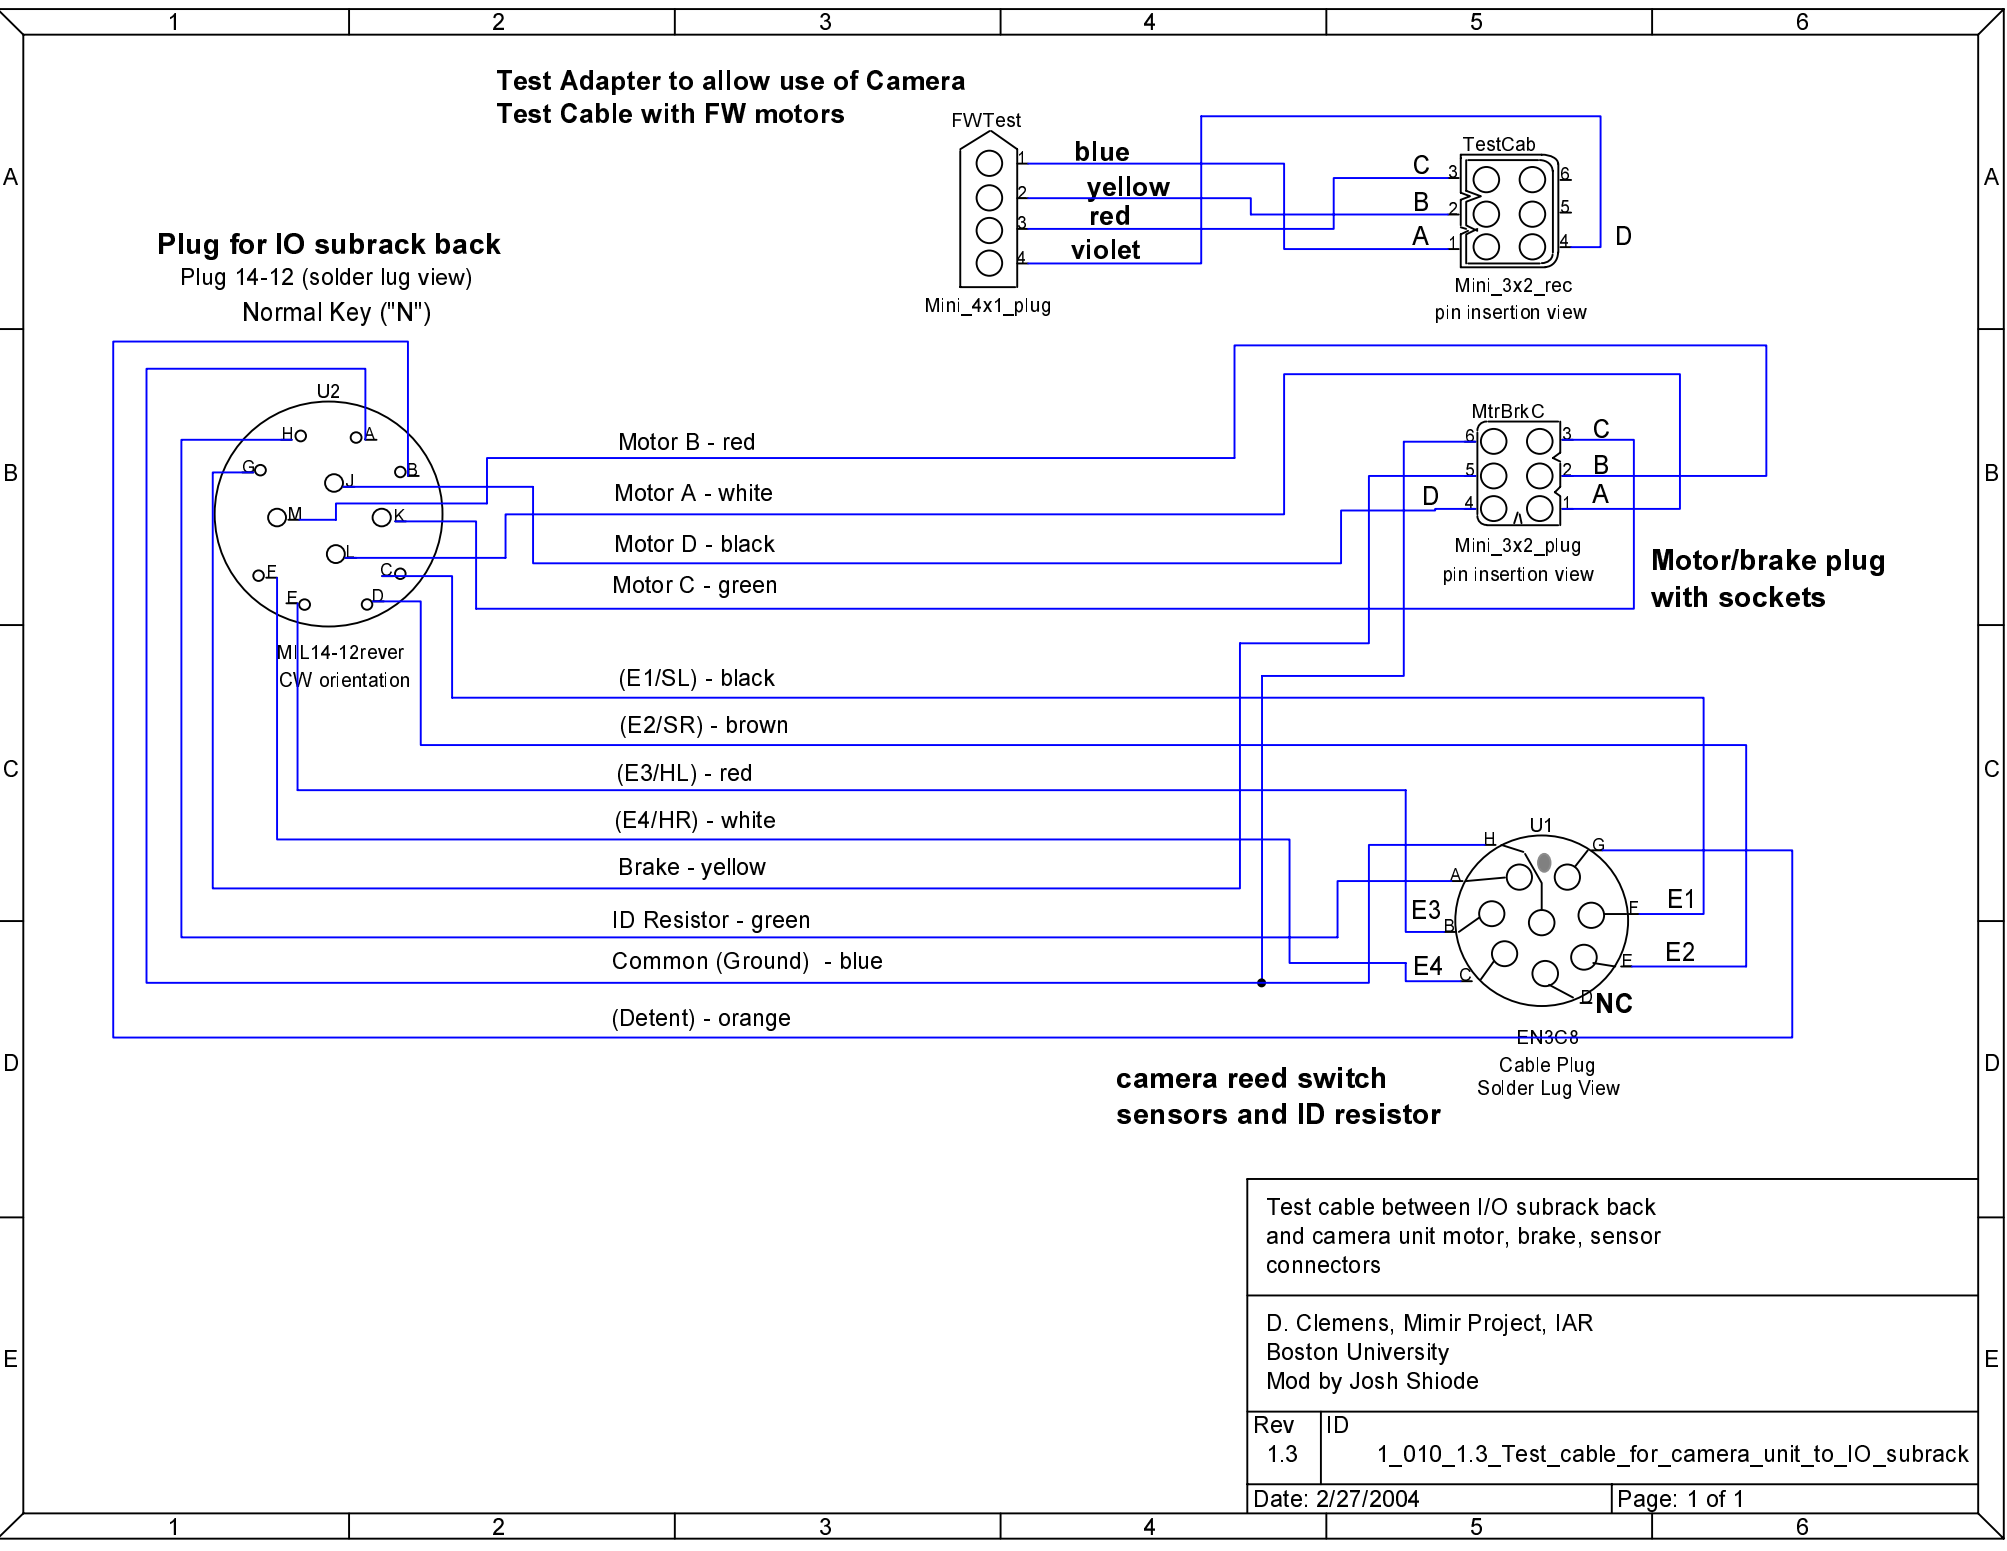 1 2 3 4 5 6
Test Adapter to allow use of Camera
Test Cable with FW motors
FWTest
1
2
3
4
blue
yellow
red
violet
Mini_4x1_plug
TestCab
C 3
B 2
A 1
6
5
4
D
Mini_3x2_rec
pin insertion view
A A
Plug for IO subrack back
Plug 14-12 (solder lug view)
Normal Key ("N")
U2
H A
G B
J
M K
L
F C
E D
MIL14-12rever
CW orientation
B B
Motor B - red
Motor A - white
Motor D - black
Motor C - green
MtrBrkC
6 3 C
5 2 B
D 4 1 A
Mini_3x2_plug
pin insertion view
Motor/brake plug
with sockets
(E1/SL) - black
(E2/SR) - brown
(E3/HL) - red
(E4/HR) - white
Brake - yellow
ID Resistor - green
Common (Ground) - blue
(Detent) - orange
C C
U1
H G
A
E3 B F E1
E4 C E E2
D NC
EN3C8
Cable Plug
Solder Lug View
camera reed switch
sensors and ID resistor
D D
Test cable between I/O subrack back
and camera unit motor, brake, sensor
connectors
D. Clemens, Mimir Project, IAR
Boston University
Mod by Josh Shiode
E E
Rev ID
1.3 1_010_1.3_Test_cable_for_camera_unit_to_IO_subrack
Date: 2/27/2004 Page: 1 of 1
1 2 3 4 5 6